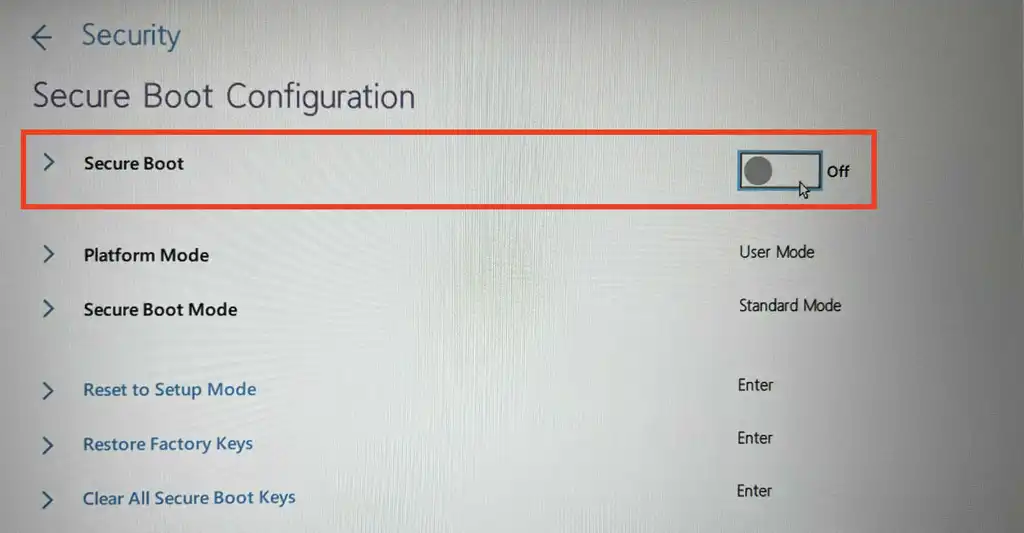 Security
Secure Boot Configuration
Secure Boot Off
Platform Mode User Mode
Secure Boot Mode Standard Mode
Reset to Setup Mode Enter
Restore Factory Keys Enter
Clear All Secure Boot Keys Enter